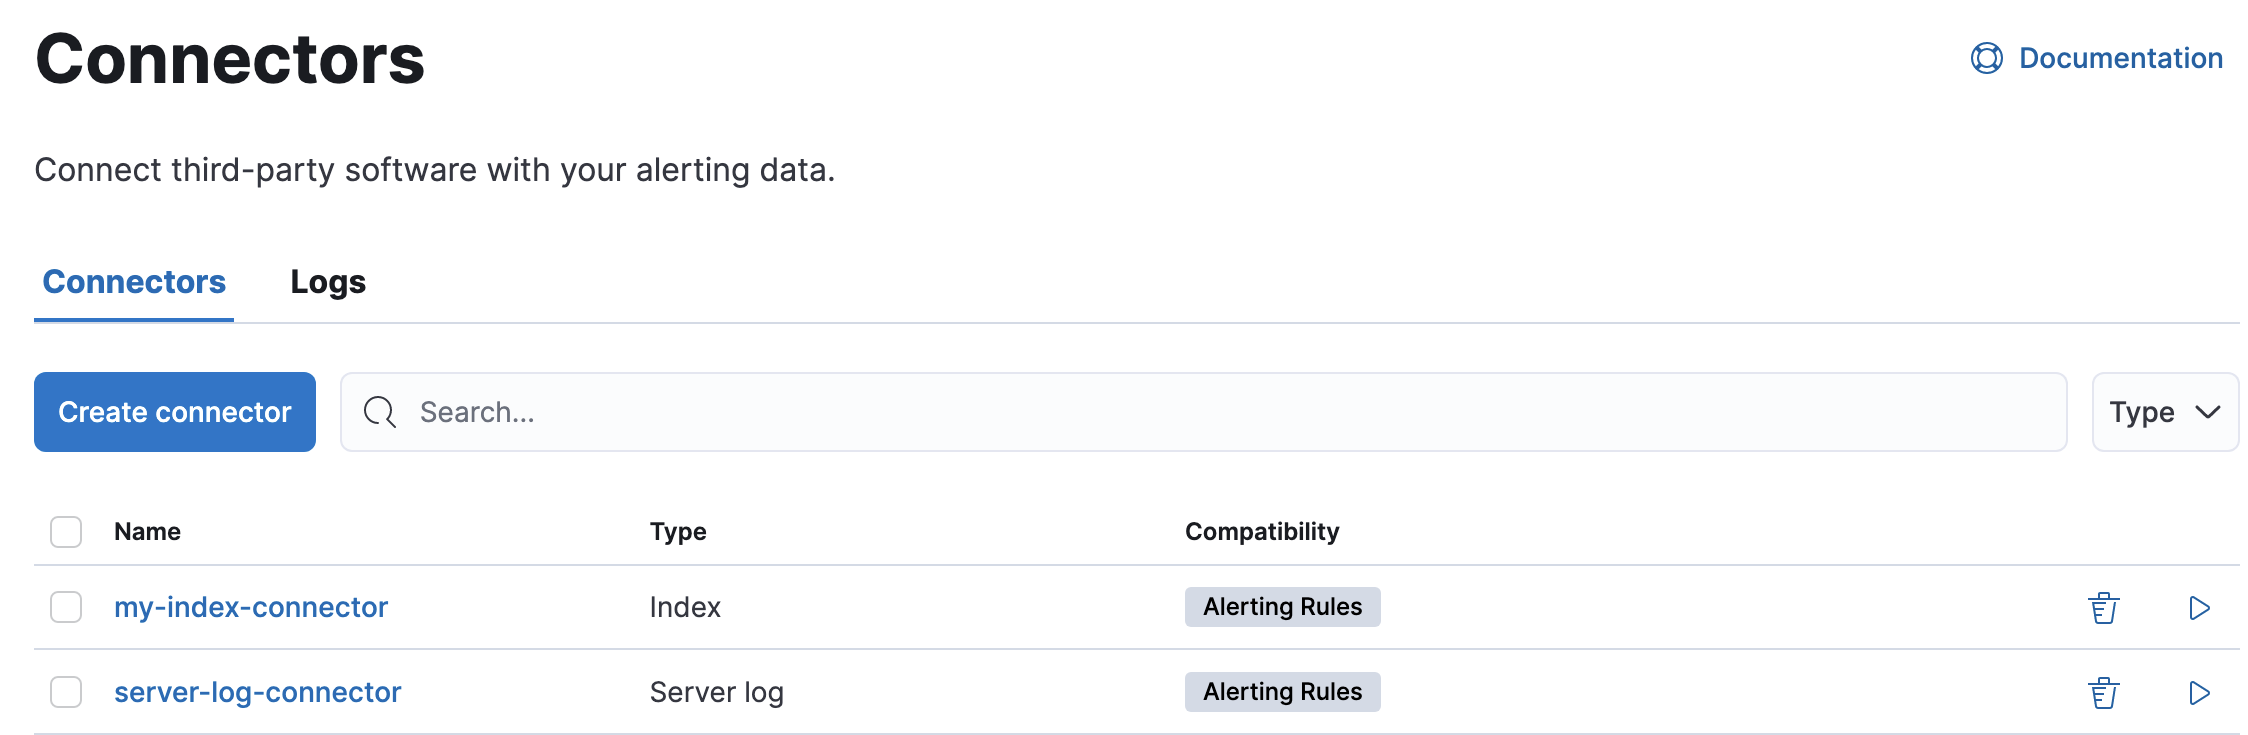 Connectors
Documentation
Connect third-party software with your alerting data.
Connectors Logs
Create connector Search... Type
Name Type Compatibility
my-index-connector Index Alerting Rules
server-log-connector Server log Alerting Rules